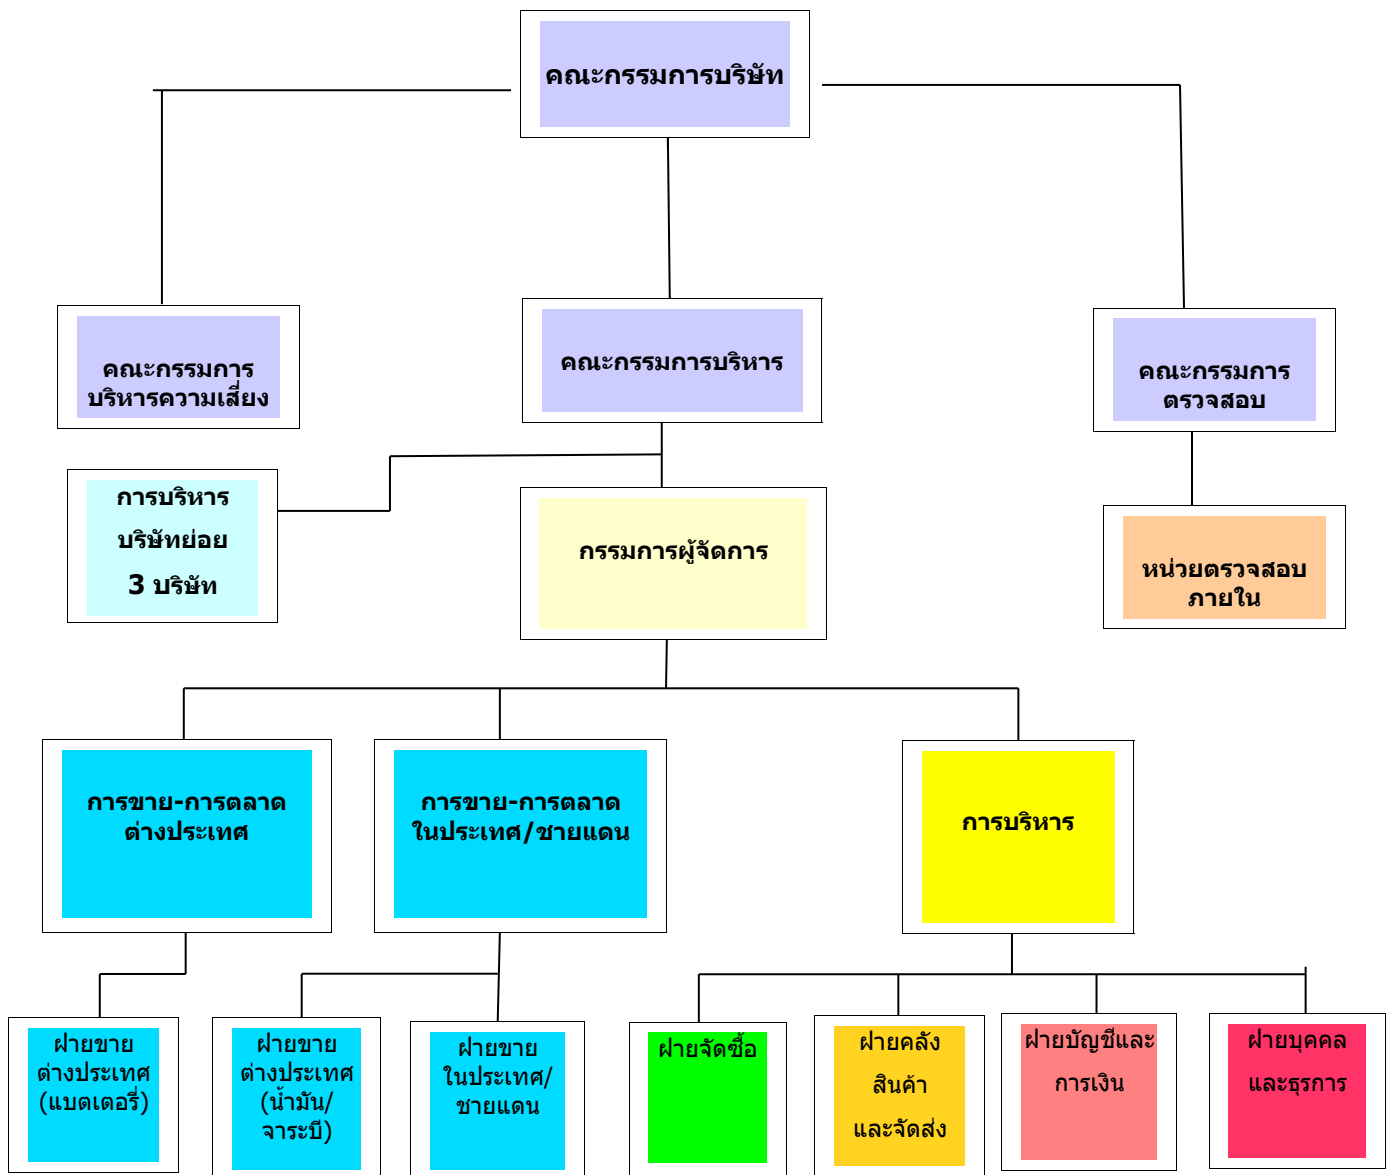 คณะกรรมการบริษัท
คณะกรรมการ
บริหารความเสี่ยง
คณะกรรมการบริหาร
คณะกรรมการ
ตรวจสอบ
การบริหาร
บริษัทย่อย
3 บริษัท
กรรมการผู้จัดการ
หน่วยตรวจสอบ
ภายใน
การขาย-การตลาด
ต่างประเทศ
การขาย-การตลาด
ในประเทศ/ชายแดน
การบริหาร
ฝ่ายขาย
ต่างประเทศ
(แบตเตอรี่)
ฝ่ายขาย
ต่างประเทศ
(น้ำมัน/
จาระบี)
ฝ่ายขาย
ในประเทศ/
ชายแดน
ฝ่ายจัดซื้อ
ฝ่ายคลัง
สินค้า
และจัดส่ง
ฝ่ายบัญชีและ
การเงิน
ฝ่ายบุคคล
และธุรการ